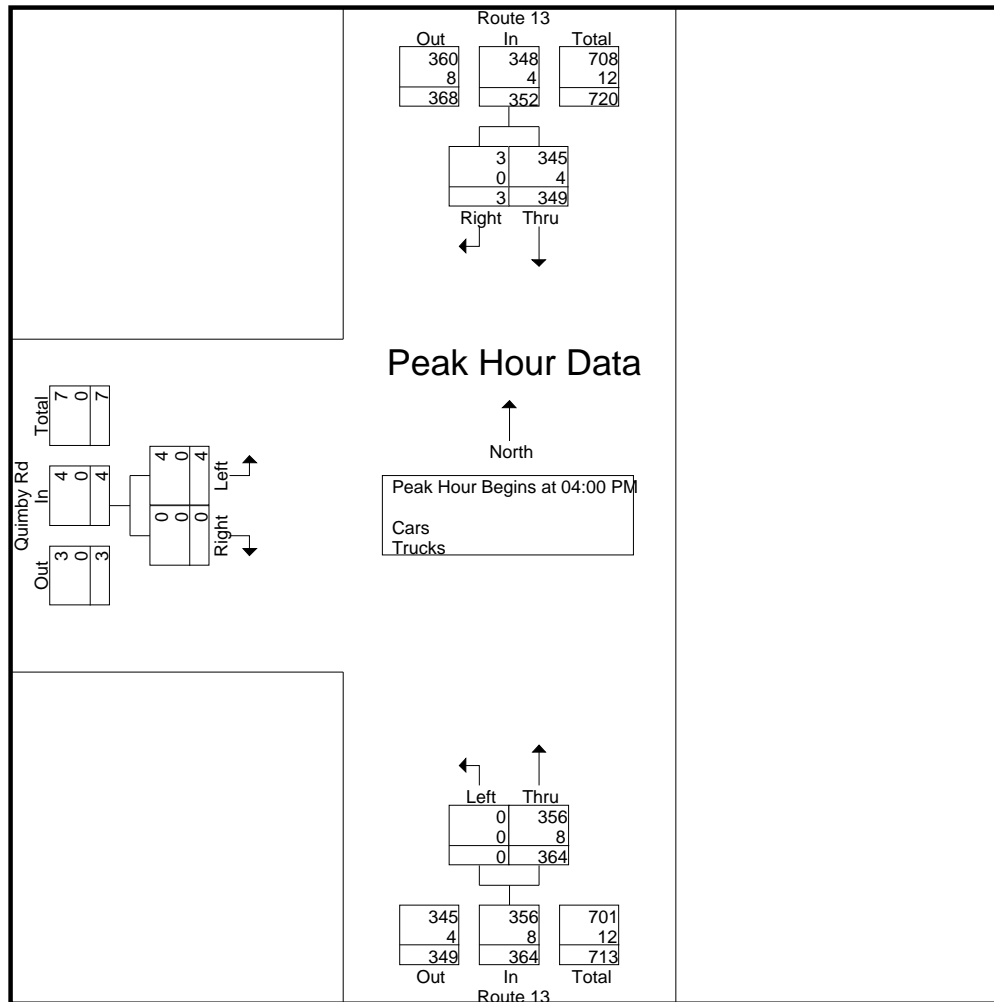 Route 13
Out In Total
360 348 708
8 4 12
368 352 720
3 345
0 4
3 349
Right Thru
Peak Hour Data
North
Peak Hour Begins at 04:00 PM
Cars
Trucks
Quimby Rd
Total
7 0 7
In
4 0 4
Out
3 0 3
4 0 4
Left
0 0 0
Right
Left Thru
0 356
0 8
0 364
345 356 701
4 8 12
349 364 713
Out In Total
Route 13